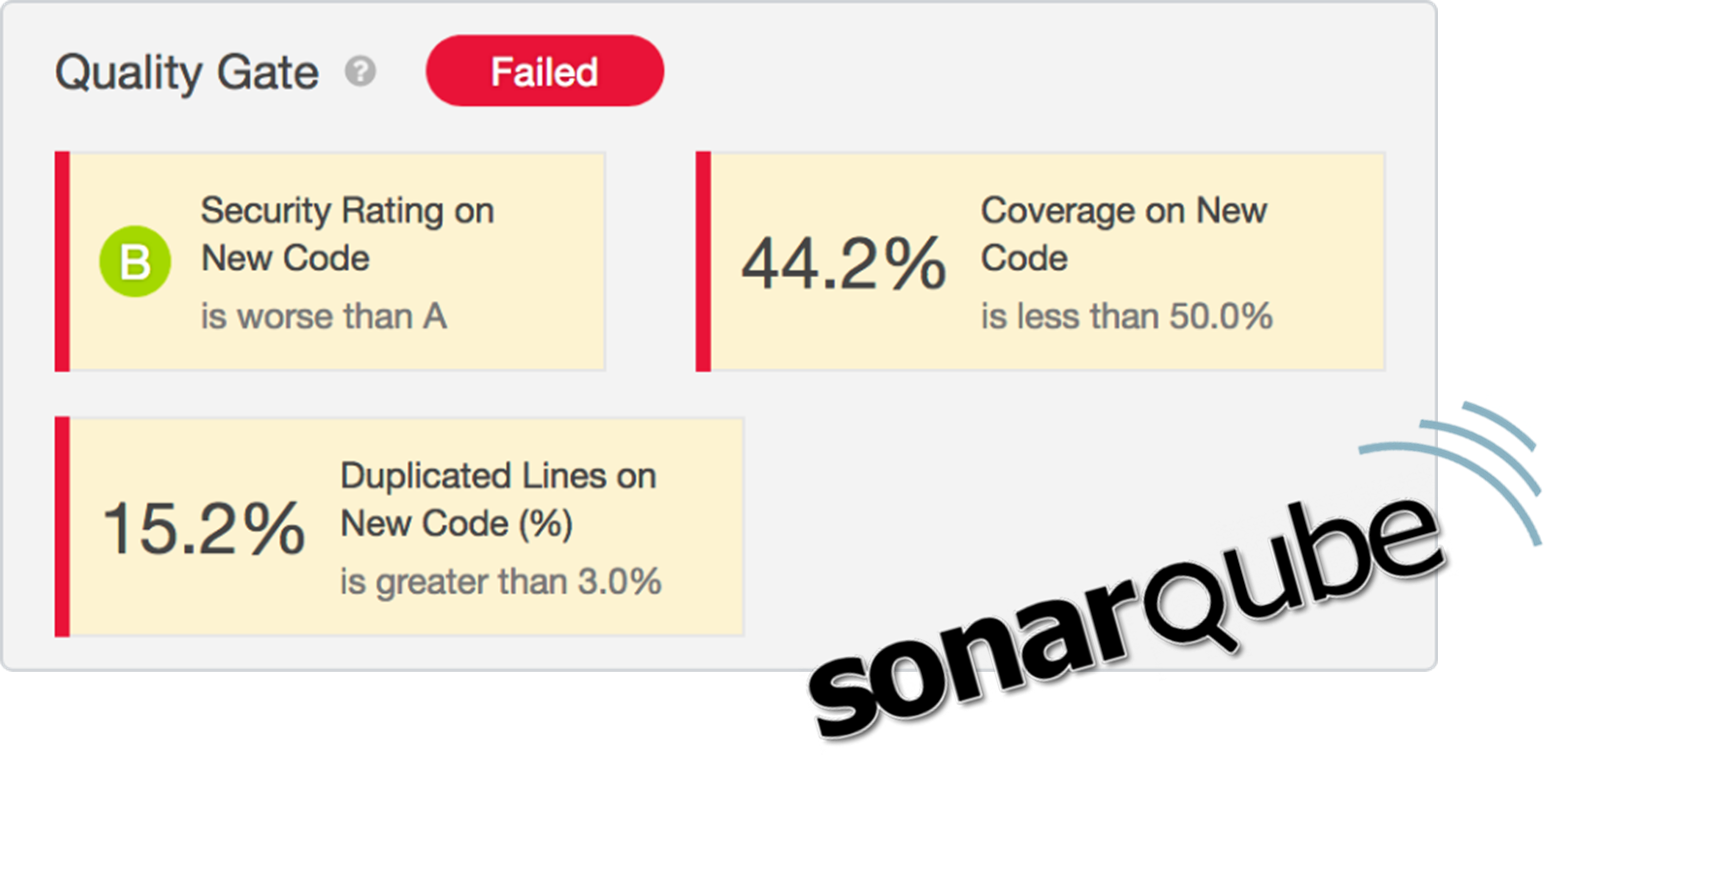 Quality Gate ? Failed
B
Security Rating on
New Code
is worse than A
44.2%
Coverage on New
Code
is less than 50.0%
15.2%
Duplicated Lines on
New Code (%)
is greater than 3.0%
sonarqube